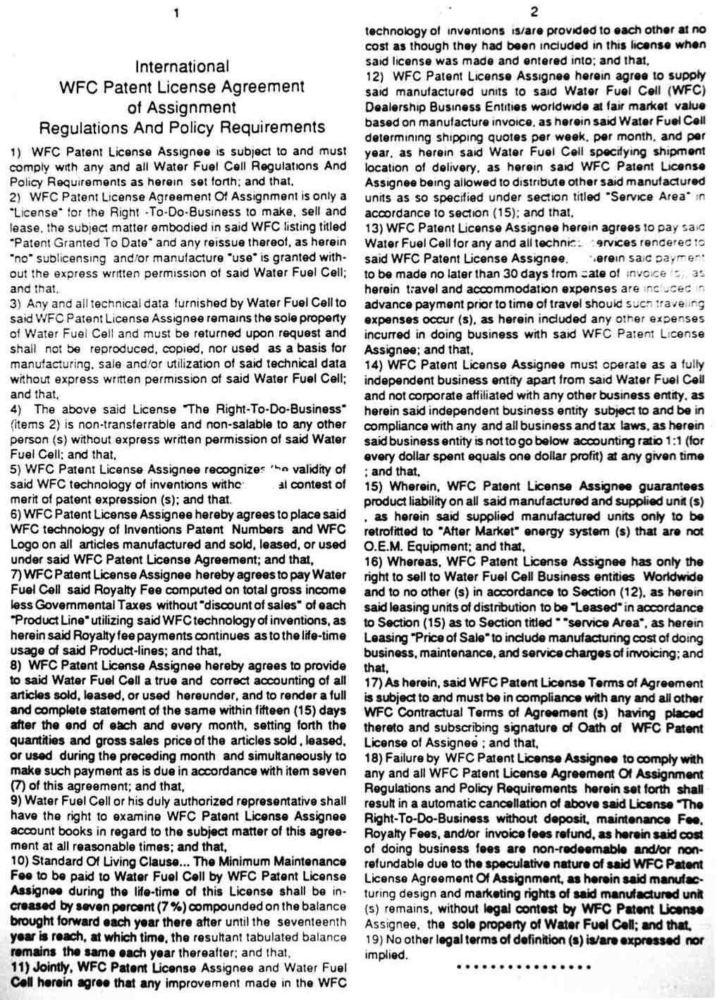 1
International
WFC Patent License Agreement
of Assignment
Regulations And Policy Requirements
1) WFC Patent License Assignee is subject to and must
comply with any and all Water Fuel Cell Regulations And
Policy Requirements as herein set forth; and that,
2) WFC Patent License Agreement Of Assignment is only a
"License" for the Right -To-Do-Business to make, sell and
lease, the subject matter embodied in said WFC listing titled
"Patent Granted To Date" and any reissue thereof, as herein
"no" sublicensing and/or manufacture "use" is granted with-
out the express written permission of said Water Fuel Cell;
and that,
3) Any and all technical data furnished by Water Fuel Cell to
said WFC Patent License Assignee remains the sole property
of Water Fuel Cell and must be returned upon request and
shall not be reproduced, copied, nor used as a basis for
manufacturing, sale and/or utilization of said technical data
without express written permission of said Water Fuel Cell;
and that,
4) The above said License "The Right-To-Do-Business"
(items 2) is non-transferrable and non-salable to any other
person (s) without express written permission of said Water
Fuel Cell; and that,
5) WFC Patent License Assignee recognizes the validity of
said WFC technology of inventions contest of
merit of patent expression (s); and that.
6) WFC Patent License Assignee hereby agrees to place said
WFC technology of Inventions Patent Numbers and WFC
Logo on all articles manufactured and sold, leased, or used
under said WFC Patent License Agreement; and that,
7) WFC Patent License Assignee hereby agrees to pay Water
Fuel Cell said Royalty Fee computed on total gross income
less Governmental Taxes without "discount of sales" of each
"Product Line" utilizing said WFC technology of inventions, as
herein said Royalty fee payments continues as to the life-time
usage of said Product-lines; and that,
8) WFC Patent License Assignee hereby agrees to provide
to said Water Fuel Cell a true and correct accounting of all
articles sold, leased, or used hereunder, and to render a full
and complete statement of the same within fifteen (15) days
after the end of each and every month, setting forth the
quantities and gross sales price of the articles sold , leased,
or used during the preceding month and simultaneously to
make such payment as is due in accordance with item seven
(7) of this agreement; and that,
9) Water Fuel Cell or his duly authorized representative shall
have the right to examine WFC Patent License Assignee
account books in regard to the subject matter of this agree-
ment at all reasonable times; and that,
10) Standard Of Living Clause... The Minimum Maintenance
Fee to be paid to Water Fuel Cell by WFC Patent License
Assignee during the life-time of this License shall be in-
creased by seven percent (7 %) compounded on the balance
brought forward each year there after until the seventeenth
year is reach, at which time, the resultant tabulated balance
remains the same each year thereafter; and that,
11) Jointly, WFC Patent License Assignee and Water Fuel
Cell herein agree that any improvement made in the WFC
2
technology of inventions is/are provided to each other at no
cost as though they had been included in this license when
said license was made and entered into; and that,
12) WFC Patent License Assignee herein agree to supply
said manufactured units to said Water Fuel Cell (WFC)
Dealership Business Entities worldwide at fair market value
based on manufacture invoice, as herein said Water Fuel Cell
determining shipping quotes per week, per month, and per
year, as herein said Water Fuel Cell specifying shipment
location of delivery, as herein said WFC Patent License
Assignee being allowed to distribute other said manufactured
units as so specified under section titled "Service Area" in
accordance to section (15); and that,
13) WFC Patent License Assignee herein agrees to pay said
Water Fuel Cell for any and all services rendered to
said WFC Patent License Assignee, herein said payment
to be made no later than 30 days from date of invoice (s), as
herein travel and accommodation expenses are included in
advance payment prior to time of travel should such traveling
expenses occur (s), as herein included any other expenses
incurred in doing business with said WFC Patent License
Assignee; and that,
14) WFC Patent License Assignee must operate as a fully
independent business entity apart from said Water Fuel Cell
and not corporate affiliated with any other business entity, as
herein said independent business entity subject to and be in
compliance with any and all business and tax laws, as herein
said business entity is not to go below accounting ratio 1:1 (for
every dollar spent equals one dollar profit) at any given time
; and that,
15) Wherein, WFC Patent License Assignee guarantees
product liability on all said manufactured and supplied unit (s)
, as herein said supplied manufactured units only to be
retrofitted to "After Market" energy system (s) that are not
O.E.M. Equipment; and that,
16) Whereas, WFC Patent License Assignee has only the
right to sell to Water Fuel Cell Business entities Worldwide
and to no other (s) in accordance to Section (12), as herein
said leasing units of distribution to be "Leased" in accordance
to Section (15) as to Section titled " "service Area", as herein
Leasing "Price of Sale" to include manufacturing cost of doing
business, maintenance, and service charges of invoicing; and
that,
17) As herein, said WFC Patent License Terms of Agreement
is subject to and must be in compliance with any and all other
WFC Contractual Terms of Agreement (s) having placed
thereto and subscribing signature of Oath of WFC Patent
License of Assignee ; and that,
18) Failure by WFC Patent License Assignee to comply with
any and all WFC Patent License Agreement Of Assignment
Regulations and Policy Requirements herein set forth shall
result in a automatic cancellation of above said License "The
Right-To-Do-Business without deposit, maintenance Fee,
Royalty Fees, and/or invoice fees refund, as herein said cost
of doing business fees are non-redeemable and/or non-
refundable due to the speculative nature of said WFC Patent
License Agreement Of Assignment, as herein said manufac-
turing design and marketing rights of said manufactured unit
(s) remains, without legal contest by WFC Patent License
Assignee, the sole property of Water Fuel Cell; and that,
19) No other legal terms of definition (s) is/are expressed nor
implied.
****************